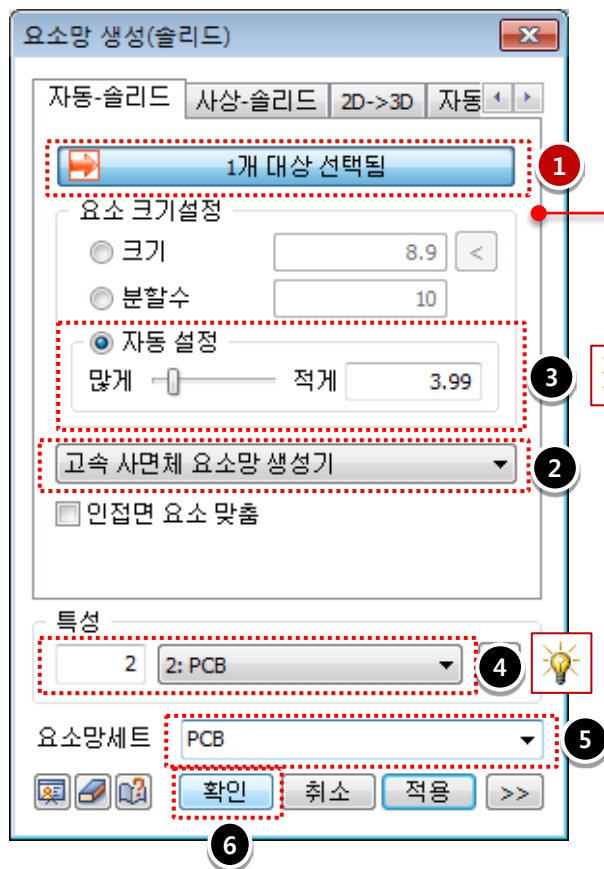 요소망 생성(솔리드)
자동-솔리드 사상-솔리드 2D->3D 자동
1개 대상 선택됨 1
요소 크기설정
크기 8.9 <
분할수 10
자동 설정
많게 적게 3.99 3
고속 사면체 요소망 생성기 2
인접면 요소 맞춤
특성
2 2: PCB 4
요소망세트 PCB 5
확인 취소 적용 >>
6